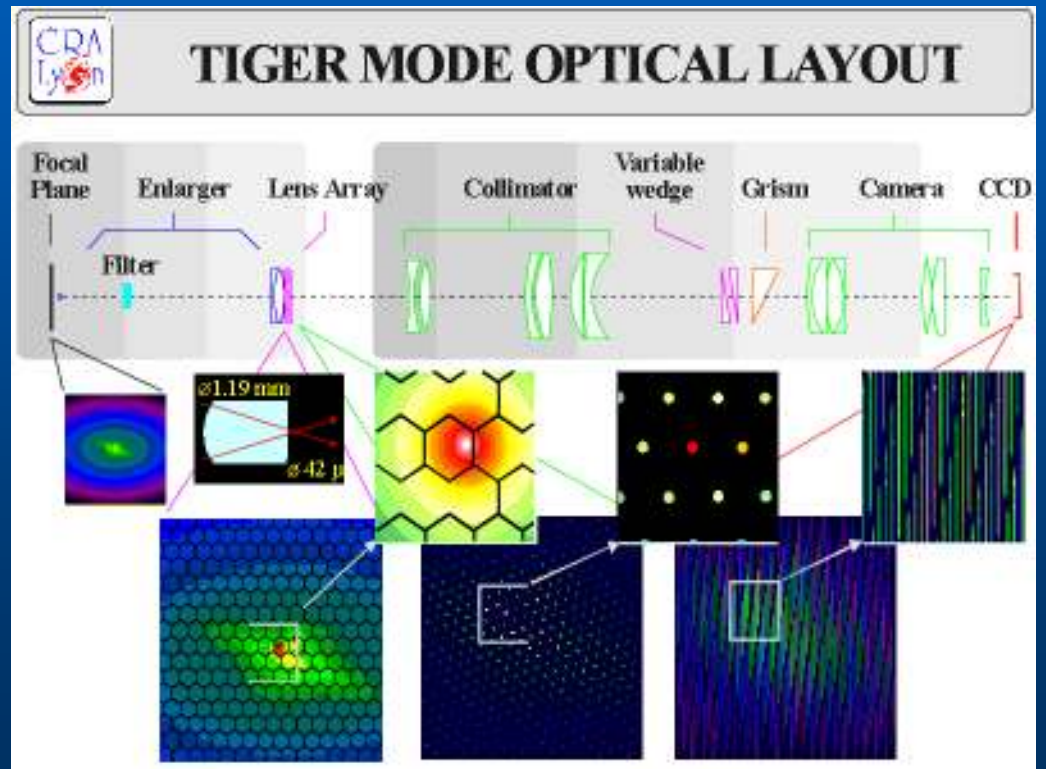 CRA
Lyon
TIGER MODE OPTICAL LAYOUT
Focal
Plane
Enlarger
Lens Array
Collimator
Variable
wedge
Grism
Camera
CCD
Filter
ø1.19 mm
ø 42 µ